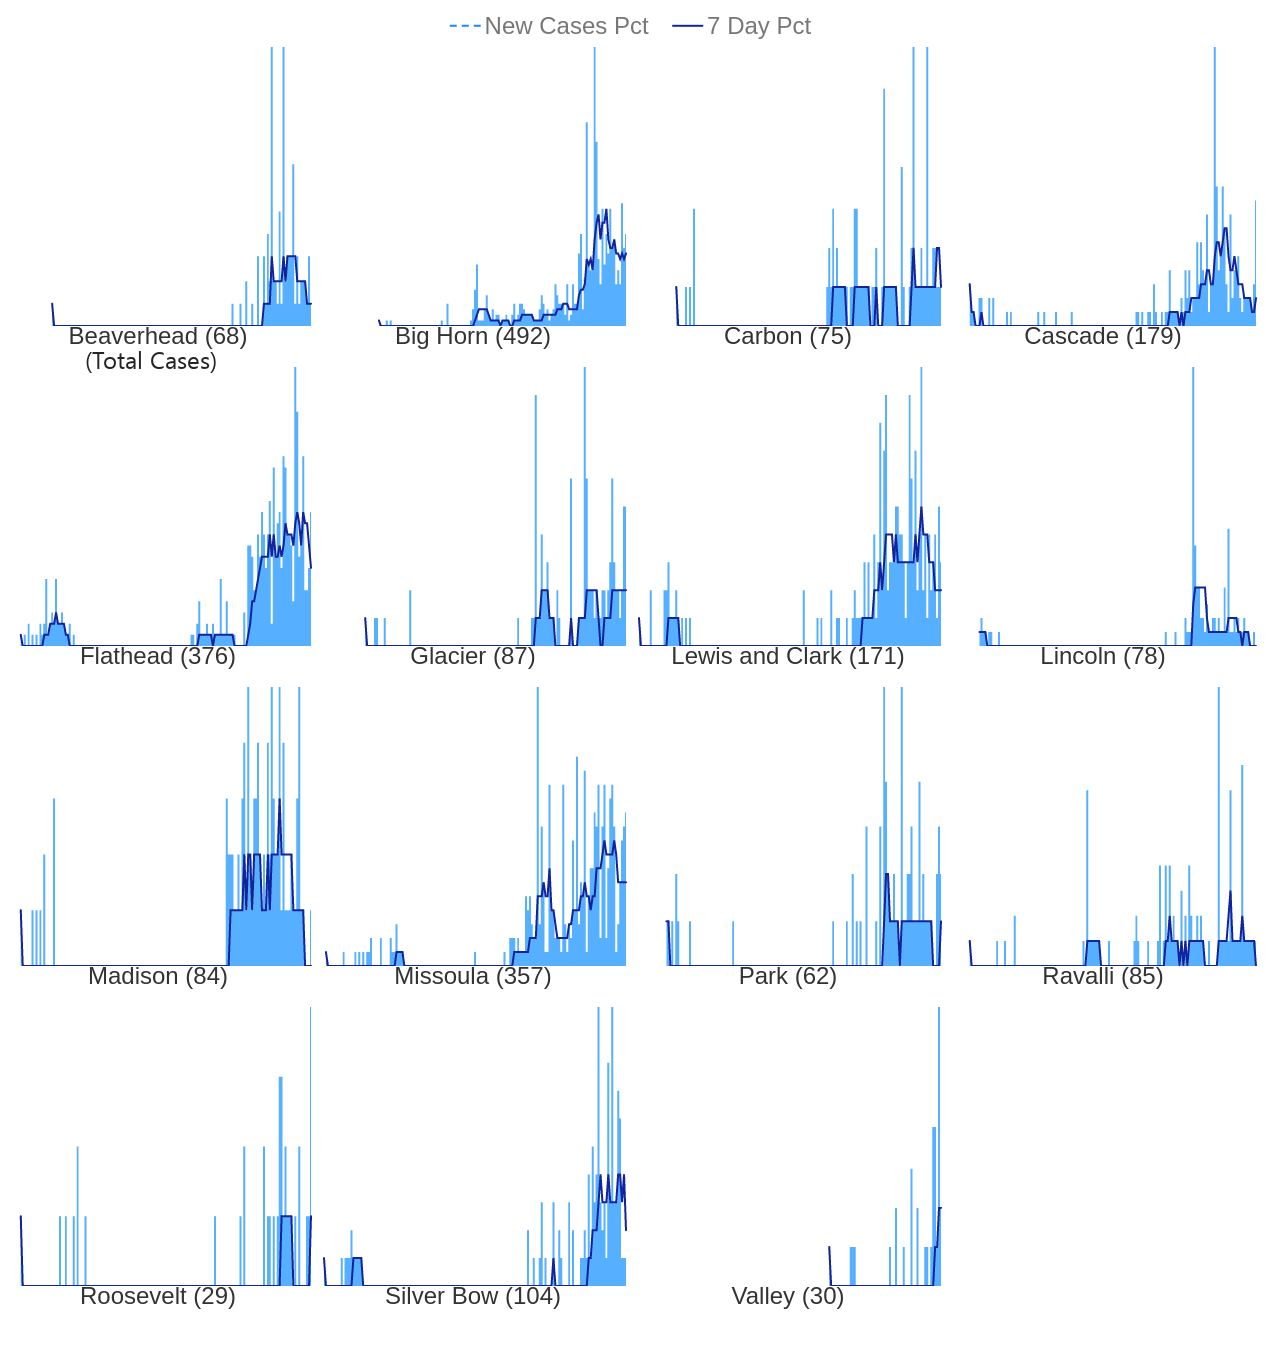 New Cases Pct 7 Day Pct
Beaverhead (68) Big Horn (492) Carbon (75) Cascade (179)
(Total Cases)
Flathead (376) Glacier (87) Lewis and Clark (171) Lincoln (78)
Madison (84) Missoula (357) Park (62) Ravalli (85)
Roosevelt (29) Silver Bow (104) Valley (30)